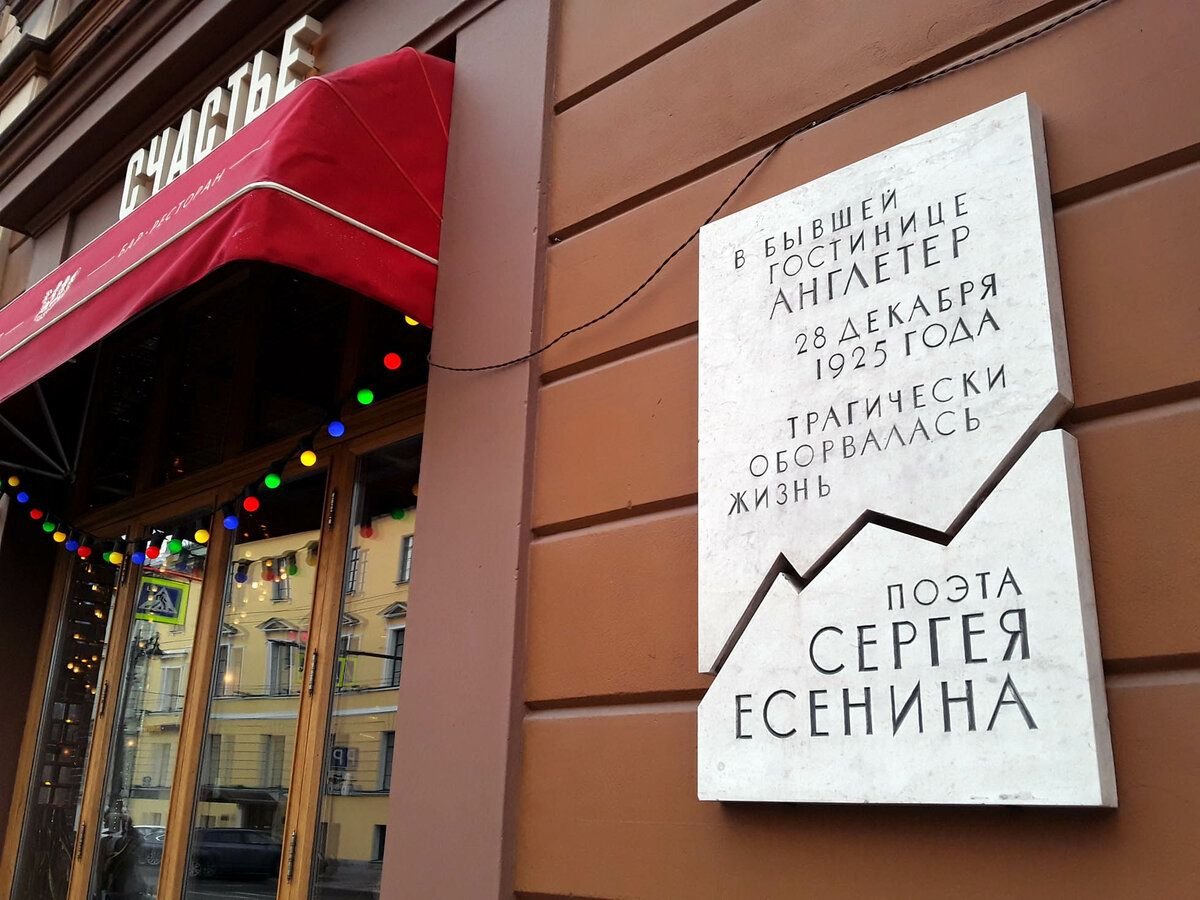 СЧАСТЬЕ
БАР-РЕСТОРАН
В БЫВШЕЙ
ГОСТИНИЦЕ
АНГЛЕТЕР
28 ДЕКАБРЯ
1925 ГОДА
ТРАГИЧЕСКИ
ОБОРВАЛАСЬ
ЖИЗНЬ
ПОЭТА
СЕРГЕЯ
ЕСЕНИНА